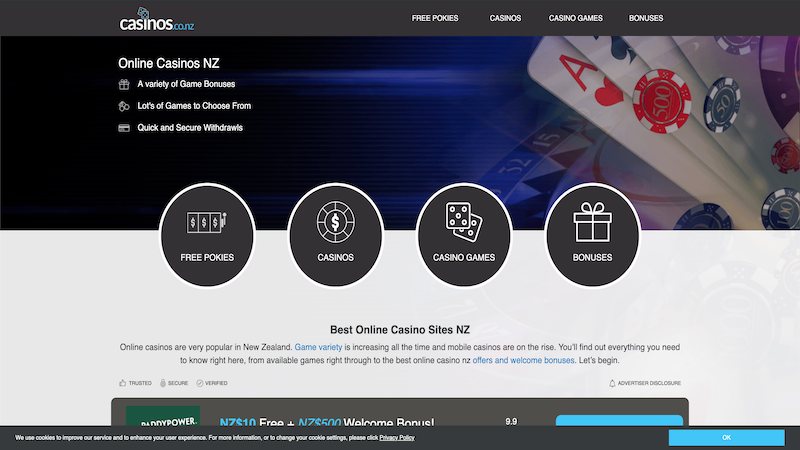 casinos.co.nz
FREE POKIES CASINOS CASINO GAMES BONUSES
Online Casinos NZ
A variety of Game Bonuses
Lot's of Games to Choose From
Quick and Secure Withdrawls
A
500
FREE POKIES
CASINOS
CASINO GAMES
BONUSES
Best Online Casino Sites NZ
Online casinos are very popular in New Zealand. Game variety is increasing all the time and mobile casinos are on the rise. You'll find out everything you need
to know right here, from available games right through to the best online casino nz offers and welcome bonuses. Let's begin.
TRUSTED SECURE VERIFIED ADVERTISER DISCLOSURE
PADDYPOWER.
NZ$10 Free + NZ$500 Welcome Bonus!
9.9
We use cookies to improve our service and to enhance your user experience. For more information, or to change your cookie settings, please click Privacy Policy
OK